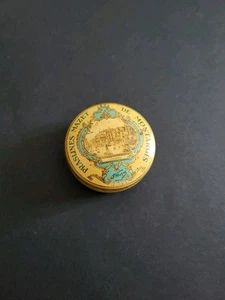 PRASLINES MAZET DE MONTARGIS